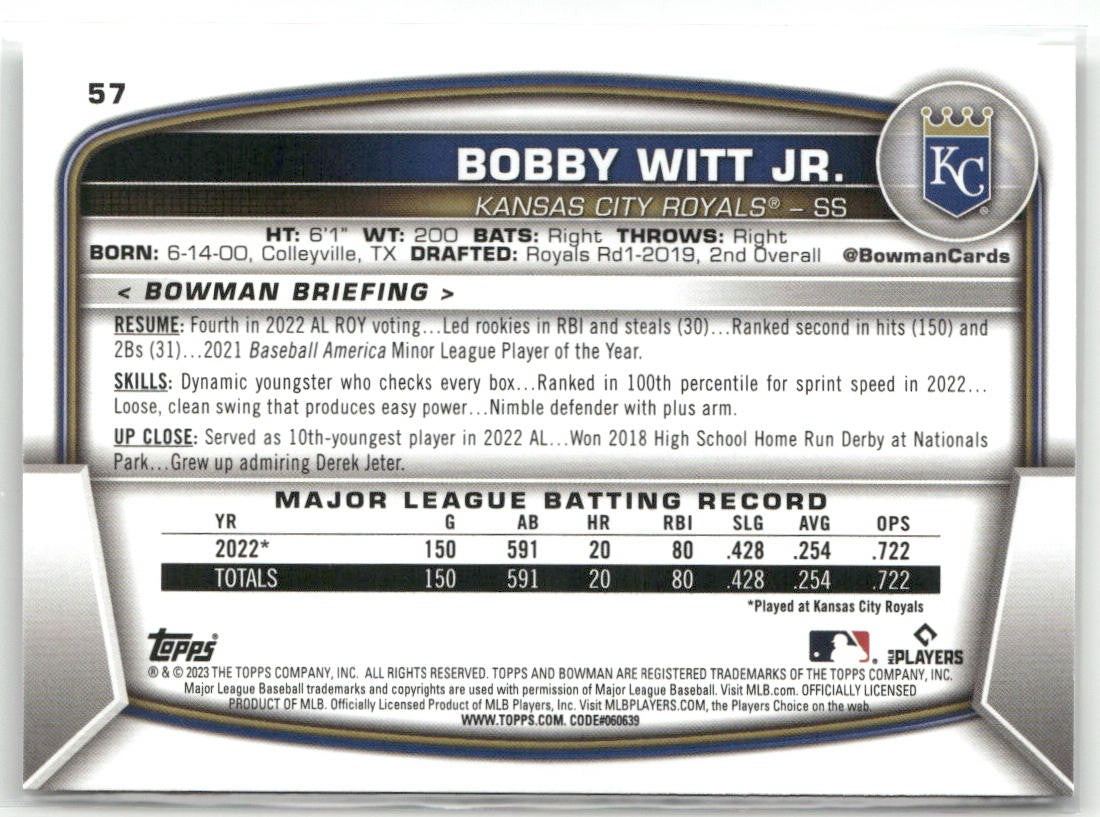 57
BOBBY WITT JR.
KANSAS CITY ROYALS® – SS
KC®
HT: 6'1" WT: 200 BATS: Right THROWS: Right
BORN: 6-14-00, Colleyville, TX DRAFTED: Royals Rd1-2019, 2nd Overall @BowmanCards
< BOWMAN BRIEFING >
RESUME: Fourth in 2022 AL ROY voting...Led rookies in RBI and steals (30)...Ranked second in hits (150) and
2Bs (31)...2021 Baseball America Minor League Player of the Year.
SKILLS: Dynamic youngster who checks every box...Ranked in 100th percentile for sprint speed in 2022...
Loose, clean swing that produces easy power...Nimble defender with plus arm.
UP CLOSE: Served as 10th-youngest player in 2022 AL...Won 2018 High School Home Run Derby at Nationals
Park...Grew up admiring Derek Jeter.
MAJOR LEAGUE BATTING RECORD
YR G AB HR RBI SLG AVG OPS
2022* 150 591 20 80 .428 .254 .722
TOTALS 150 591 20 80 .428 .254 .722
*Played at Kansas City Royals
Topps® MLB PLAYERS
® & © 2023 THE TOPPS COMPANY, INC. ALL RIGHTS RESERVED. TOPPS AND BOWMAN ARE REGISTERED TRADEMARKS OF THE TOPPS COMPANY, INC.
Major League Baseball trademarks and copyrights are used with permission of Major League Baseball. Visit MLB.com. OFFICIALLY LICENSED
PRODUCT OF MLB. Officially Licensed Product of MLB Players, Inc. Visit MLBPLAYERS.COM, the Players Choice on the web.
WWW.TOPPS.COM. CODE#060639